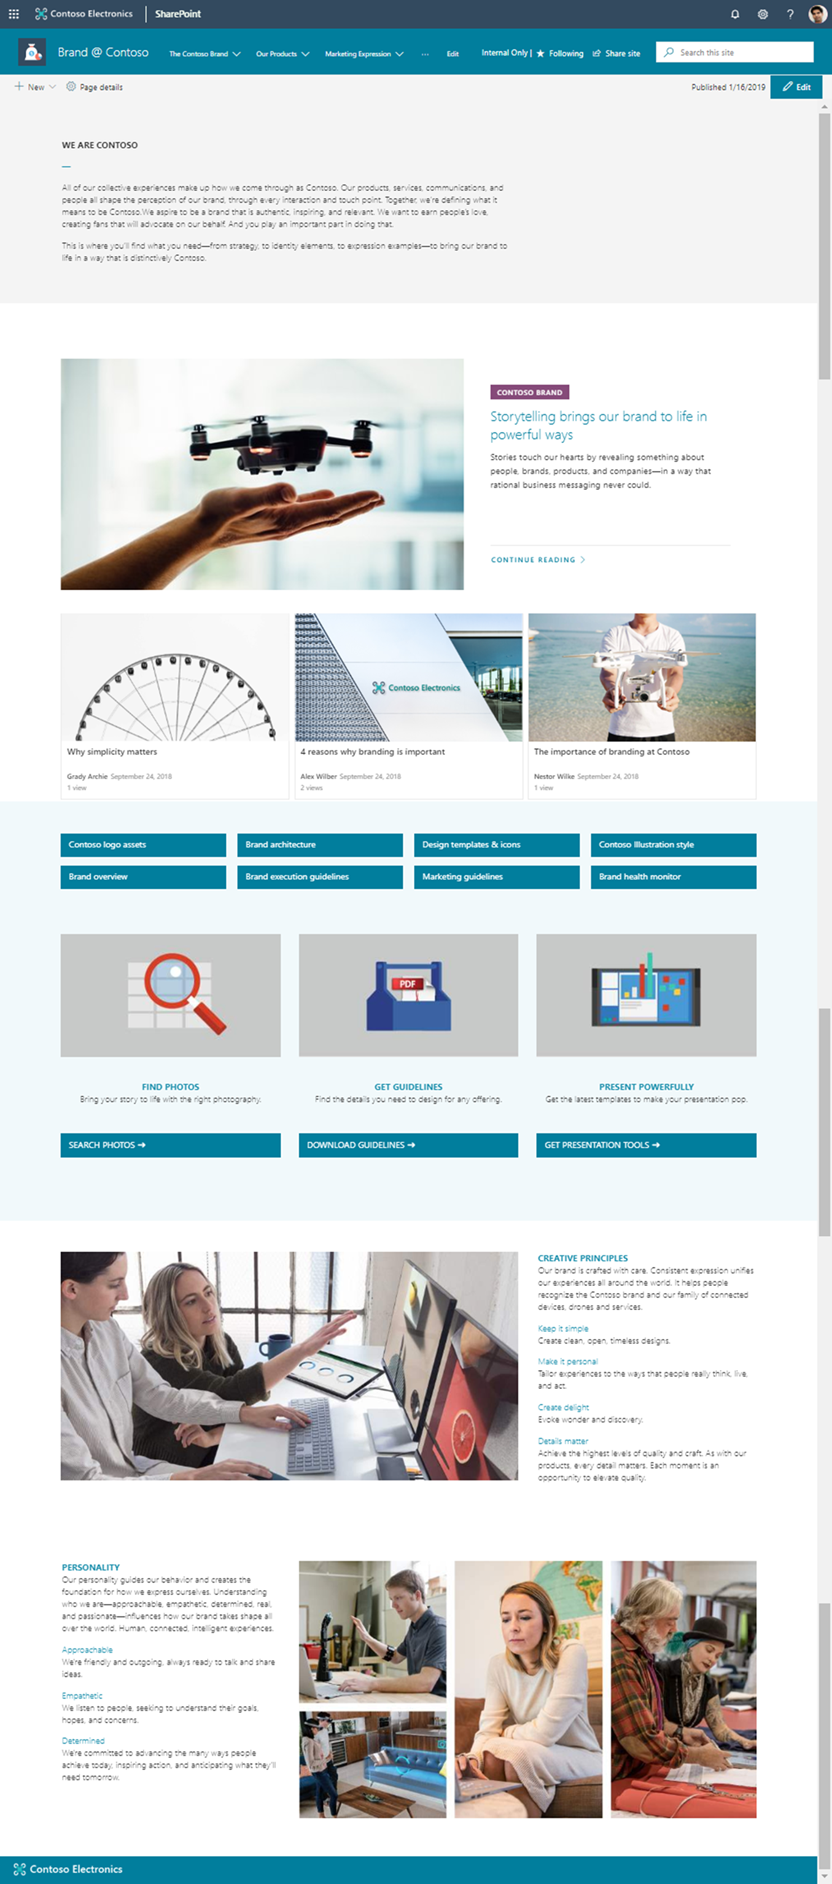 Contoso Electronics
SharePoint
?
Brand @ Contoso
The Contoso Brand
Our Products
Marketing Expression
...
Edit
Internal Only |
Following
Share site
Search this site
New
Page details
Published 1/16/2019
Edit
WE ARE CONTOSO
All of our collective experiences make up how we come through as Contoso. Our products, services, communications, and
people all shape the perception of our brand, through every interaction and touch point. Together, we're defining what it
means to be Contoso.We aspire to be a brand that is authentic, inspiring, and relevant. We want to earn people's love,
creating fans that will advocate on our behalf. And you play an important part in doing that.
This is where you'll find what you need—from strategy, to identity elements, to expression examples—to bring our brand to
life in a way that is distinctively Contoso.
CONTOSO BRAND
Storytelling brings our brand to life in
powerful ways
Stories touch our hearts by revealing something about
people, brands, products, and companies—in a way that
rational business messaging never could.
CONTINUE READING
Contoso Electronics
Why simplicity matters
Grady Archie September 24, 2018
1 view
4 reasons why branding is important
Alex Wilber September 24, 2018
2 views
The importance of branding at Contoso
Nestor Wilke September 24, 2018
1 view
Contoso logo assets
Brand architecture
Design templates & icons
Contoso Illustration style
Brand overview
Brand execution guidelines
Marketing guidelines
Brand health monitor
PDF
FIND PHOTOS
Bring your story to life with the right photography.
SEARCH PHOTOS ➔
GET GUIDELINES
Find the details you need to design for any offering.
DOWNLOAD GUIDELINES ➔
PRESENT POWERFULLY
Get the latest templates to make your presentation pop.
GET PRESENTATION TOOLS ➔
CREATIVE PRINCIPLES
Our brand is crafted with care. Consistent expression unifies
our experiences all around the world. It helps people
recognize the Contoso brand and our family of connected
devices, drones and services.
Keep it simple
Create clean, open, timeless designs.
Make it personal
Tailor experiences to the ways that people really think, live,
and act.
Create delight
Evoke wonder and discovery.
Details matter
Achieve the highest levels of quality and craft. As with our
products, every detail matters. Each moment is an
opportunity to elevate quality.
PERSONALITY
Our personality guides our behavior and creates the
foundation for how we express ourselves. Understanding
who we are—approachable, empathetic, determined, real,
and passionate—influences how our brand takes shape all
over the world. Human, connected, intelligent experiences.
Approachable
We're friendly and outgoing, always ready to talk and share
ideas.
Empathetic
We listen to people, seeking to understand their goals,
hopes, and concerns.
Determined
We're committed to advancing the many ways people
achieve today, inspiring action, and anticipating what they'll
need tomorrow.
Contoso Electronics